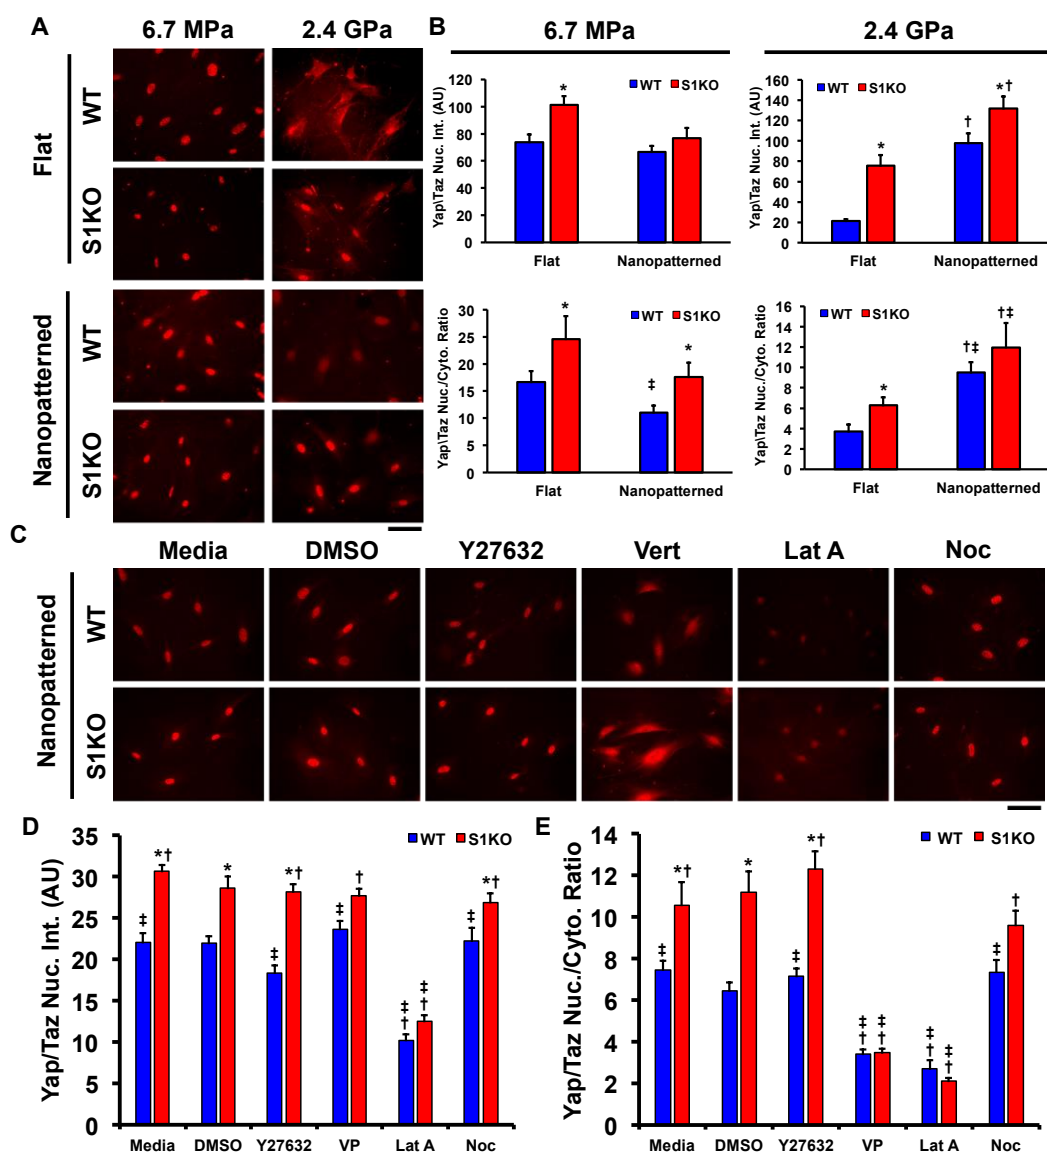 A
6.7 MPa
2.4 GPa
Flat
WT
S1KO
Nanopatterned
WT
S1KO
B
6.7 MPa
2.4 GPa
Yap\Taz Nuc. Int. (AU)
120
100
80
60
40
20
0
WT S1KO
*
Flat Nanopatterned
Yap\Taz Nuc. Int. (AU)
160
140
120
100
80
60
40
20
0
WT S1KO
*
†
*†
Flat Nanopatterned
Yap\Taz Nuc./Cyto. Ratio
30
25
20
15
10
5
0
WT S1KO
*
‡
*
Flat Nanopatterned
Yap\Taz Nuc./Cyto. Ratio
16
14
12
10
8
6
4
2
0
WT S1KO
*
†‡
†‡
Flat Nanopatterned
C
Media DMSO Y27632 Vert Lat A Noc
Nanopatterned
WT
S1KO
D
Yap/Taz Nuc. Int. (AU)
35
30
25
20
15
10
5
0
WT S1KO
‡ *† * ‡ *† ‡ † ‡† ‡† ‡ *†
Media DMSO Y27632 VP Lat A Noc
E
Yap/Taz Nuc./Cyto. Ratio
14
12
10
8
6
4
2
0
WT S1KO
‡ *† * ‡ *† ‡† ‡† ‡† ‡† ‡ †
Media DMSO Y27632 VP Lat A Noc